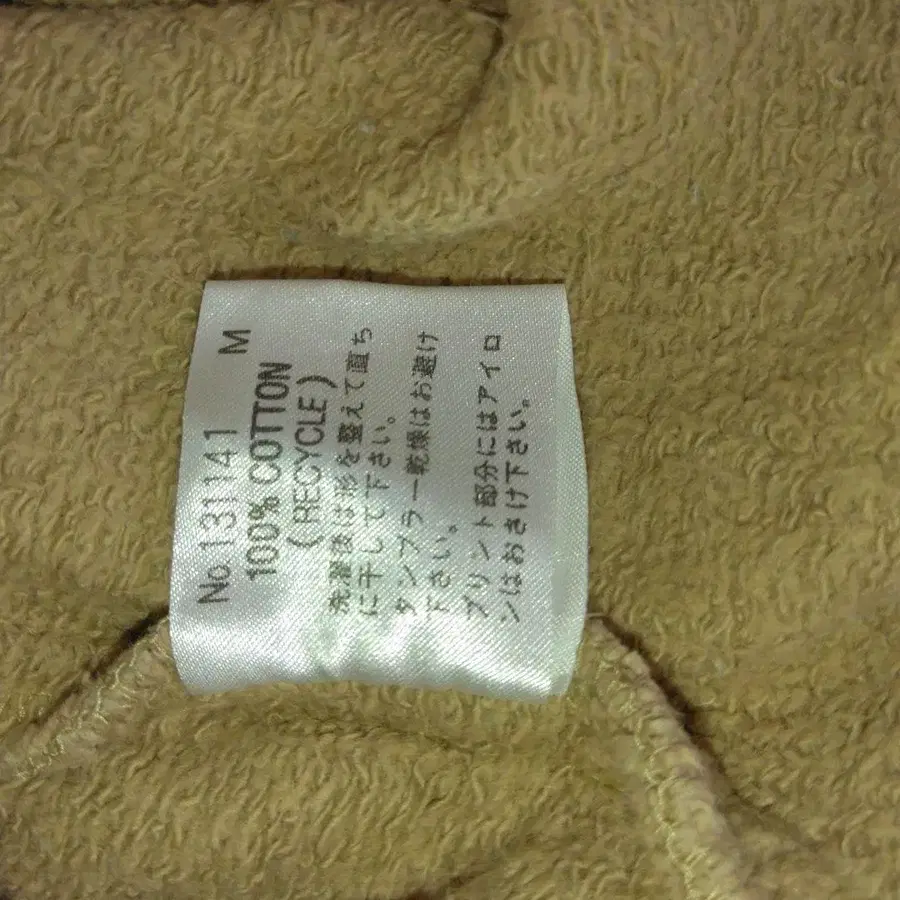 No 13114 1 M
100% COTTON
(RECYCLE)
洗濯後は形を整えて直ち
に干して下さい。
タンブラー乾燥はお避け
下さい。
プリント部分にはアイロ
ンはおさけ下さい。